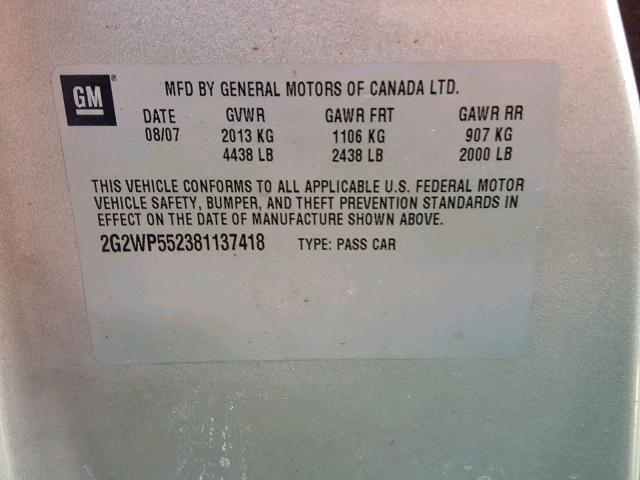 GM ®
MFD BY GENERAL MOTORS OF CANADA LTD.
DATE GVWR GAWR FRT GAWR RR
08/07 2013 KG 1106 KG 907 KG
4438 LB 2438 LB 2000 LB
THIS VEHICLE CONFORMS TO ALL APPLICABLE U.S. FEDERAL MOTOR
VEHICLE SAFETY, BUMPER, AND THEFT PREVENTION STANDARDS IN
EFFECT ON THE DATE OF MANUFACTURE SHOWN ABOVE.
2G2WP552381137418 TYPE: PASS CAR